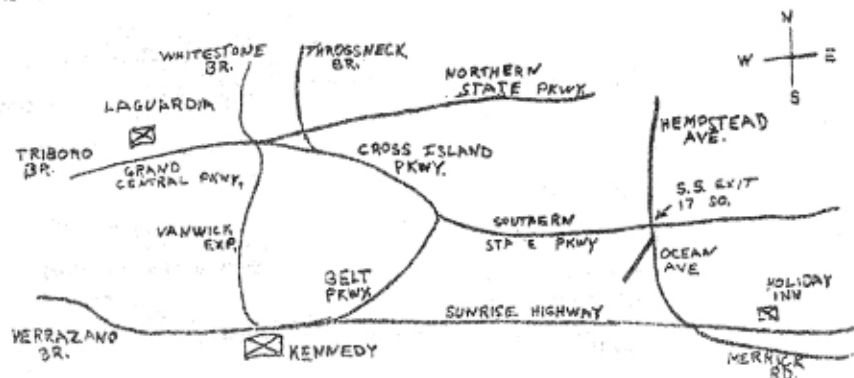 N
W E
S
WHITESTONE
BR.
THROGSNECK
BR.
NORTHERN
STATE PKWY
LAGUARDIA
HEMPSTEAD
AVE.
TRIBORO
BR.
GRAND
CENTRAL PKWY.
CROSS ISLAND
PKWY.
S.S. EXIT
17 SO.
VANWICK
EXP.
SOUTHERN
STATE PKWY
OCEAN
AVE
BELT
PKWY.
HOLIDAY
INN
SUNRISE HIGHWAY
VERRAZANO
BR.
KENNEDY
MERRICK
RD.